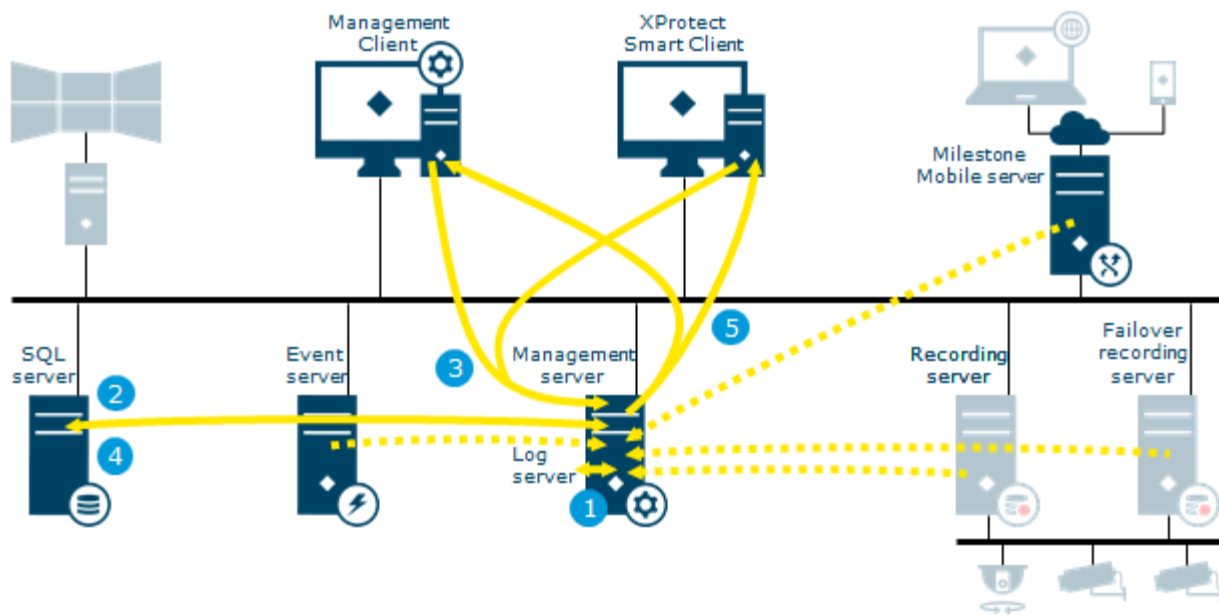 Management
Client
XProtect
Smart Client
Milestone
Mobile server
SQL
server
Event
server
Management
server
Recording
server
Failover
recording
server
Log
server
1
2
3
4
5